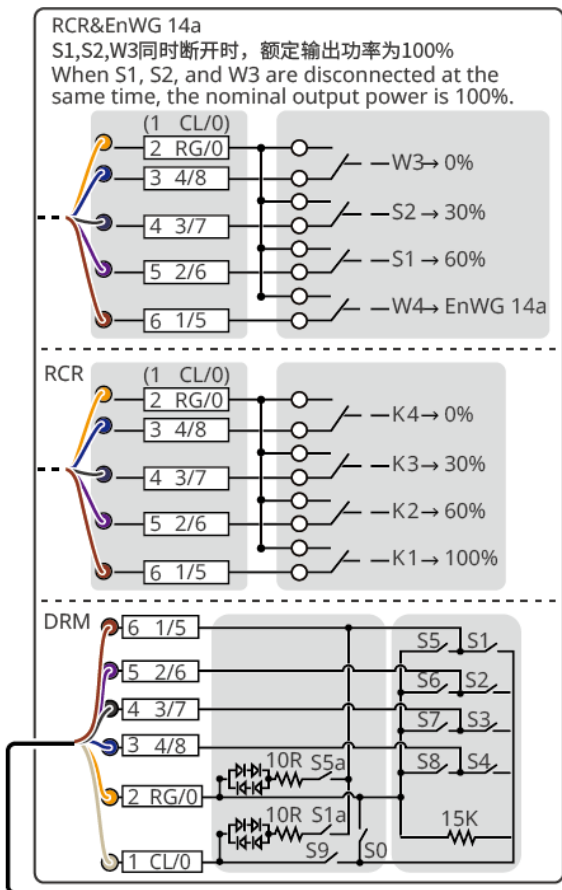 RCR&EnWG 14a
S1,S2,W3同时断开时，额定输出功率为100%
When S1, S2, and W3 are disconnected at the
same time, the nominal output power is 100%.
(1 CL/0)
2 RG/0
W3→ 0%
3 4/8
S2 → 30%
4 3/7
S1 → 60%
5 2/6
W4→ EnWG 14a
6 1/5
RCR
(1 CL/0)
2 RG/0
K4→ 0%
3 4/8
K3→ 30%
4 3/7
K2→ 60%
5 2/6
K1→ 100%
6 1/5
DRM
6 1/5
S5 S1
5 2/6
S6 S2
4 3/7
S7 S3
3 4/8
S8 S4
10R S5a
2 RG/0
10R S1a
15K
S9 S0
1 CL/0